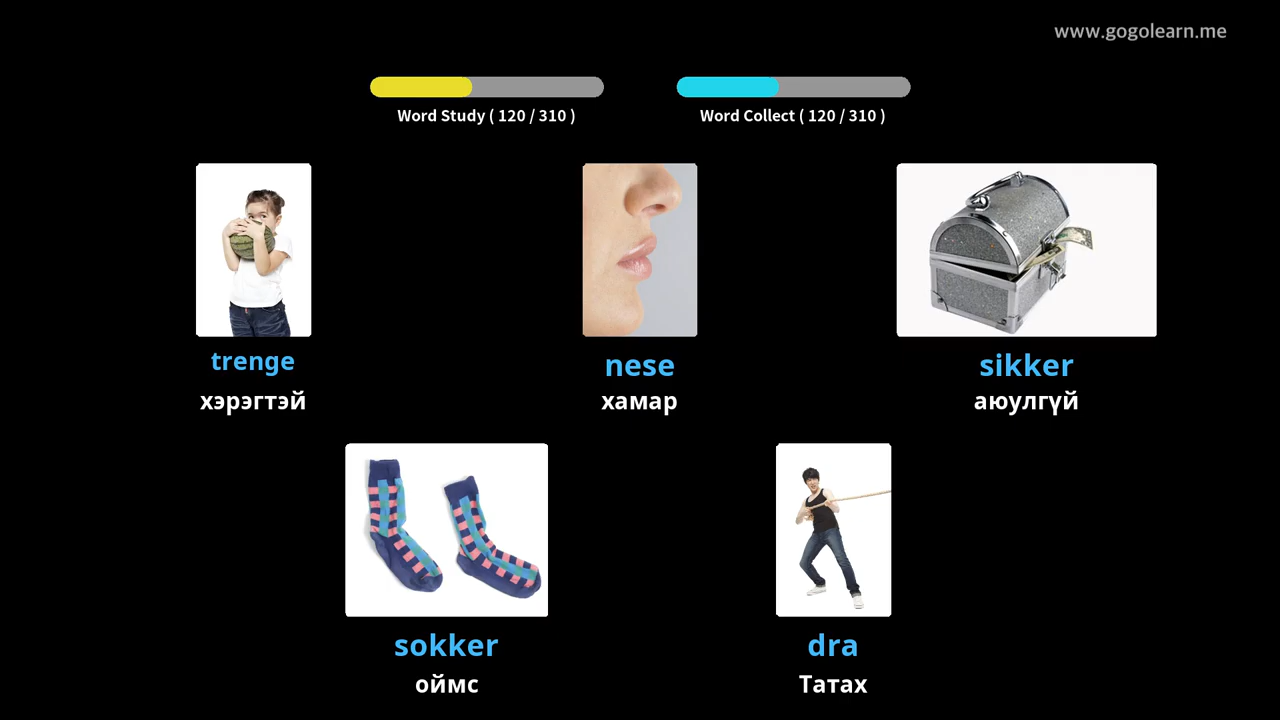 www.gogolearn.me
Word Study ( 120 / 310 )
Word Collect ( 120 / 310 )
trenge
хэрэгтэй
nese
хамар
sikker
аюулгүй
sokker
оймс
dra
Татах